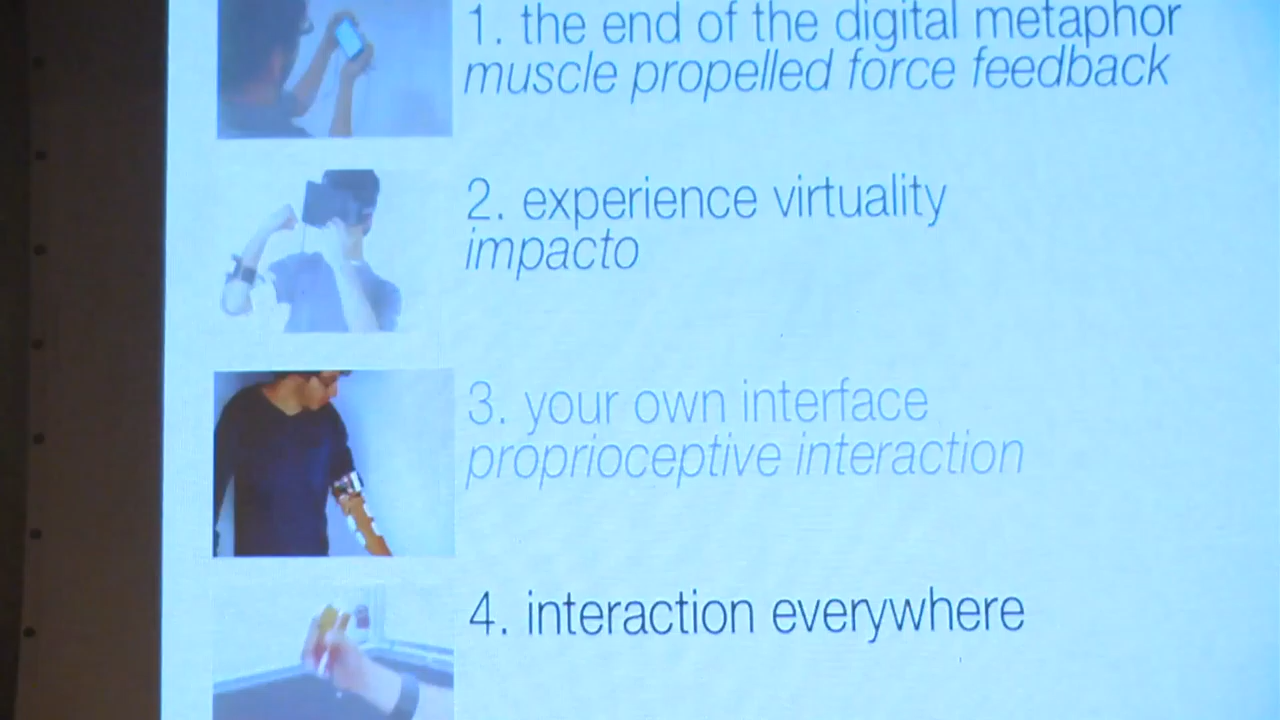 1. the end of the digital metaphor
muscle propelled force feedback
2. experience virtuality
impacto
3. your own interface
proprioceptive interaction
4. interaction everywhere